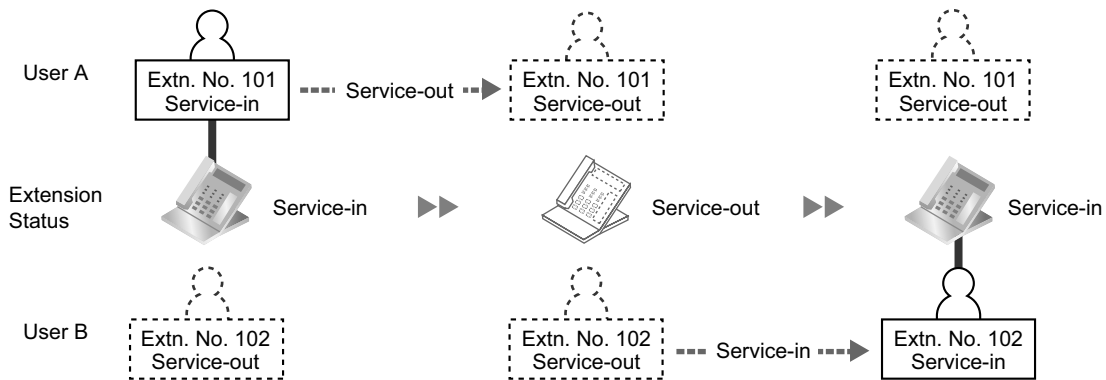 User A
Extn. No. 101
Service-in
Service-out
Extn. No. 101
Service-out
Extn. No. 101
Service-out
Extension
Status
Service-in
Service-out
Service-in
User B
Extn. No. 102
Service-out
Extn. No. 102
Service-out
Service-in
Extn. No. 102
Service-in